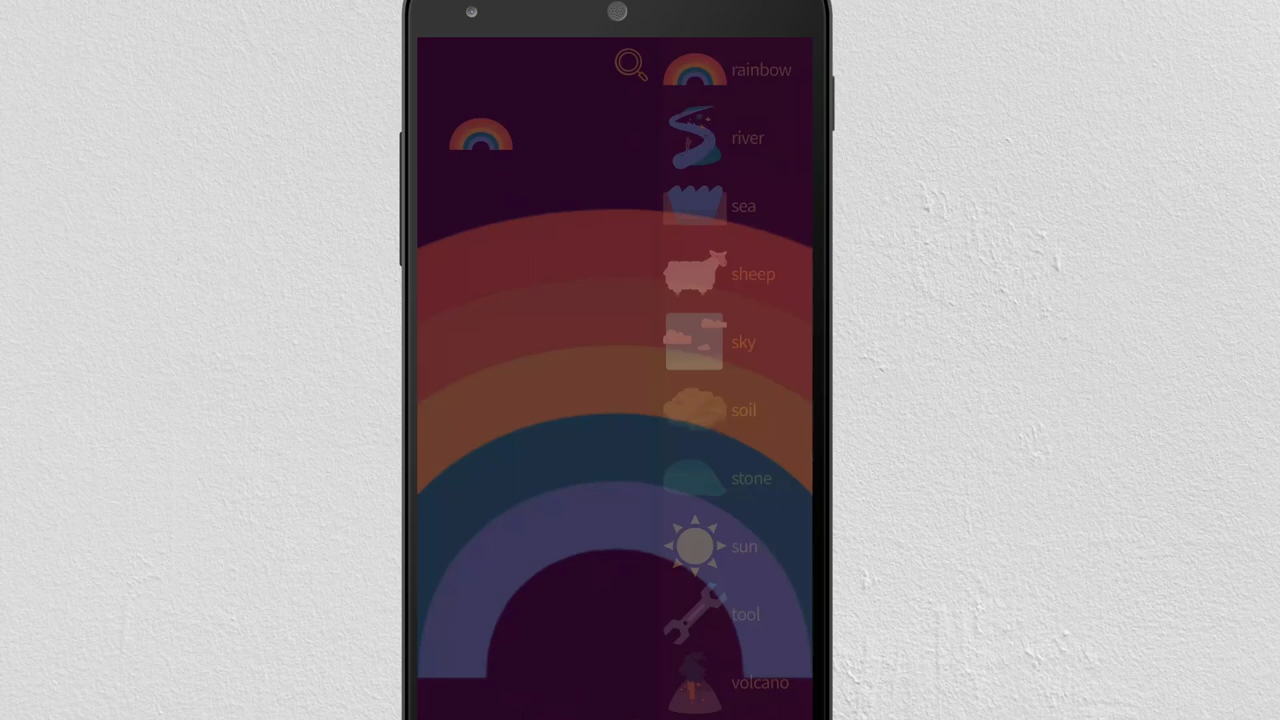 rainbow
river
sea
sheep
sky
soil
stone
sun
tool
volcano